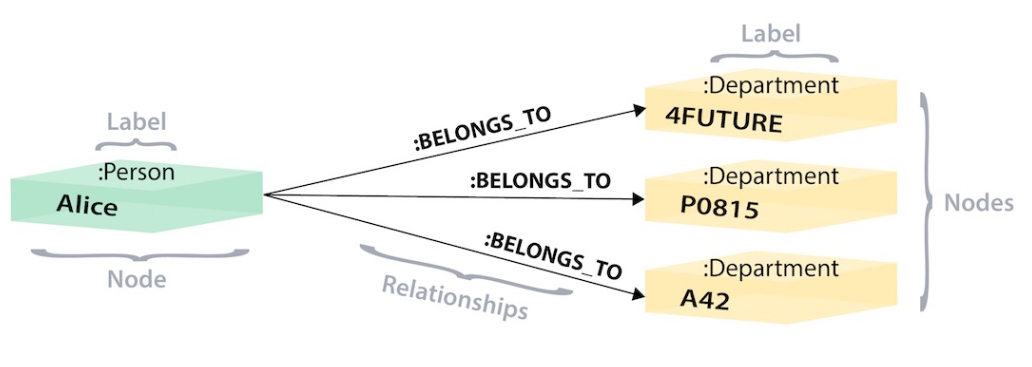 Label
:Department
4FUTURE
:BELONGS_TO
Label
:Person
Alice
Node
:BELONGS_TO
:Department
P0815
Nodes
:BELONGS_TO
Relationships
:Department
A42